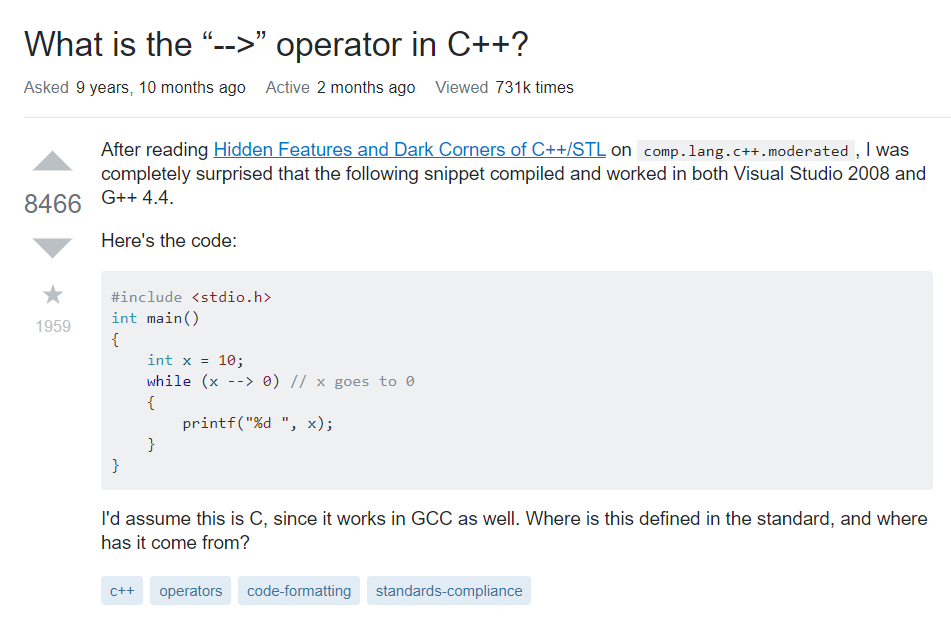 What is the “-->” operator in C++?
Asked 9 years, 10 months ago Active 2 months ago Viewed 731k times
After reading Hidden Features and Dark Corners of C++/STL on comp.lang.c++.moderated , I was
completely surprised that the following snippet compiled and worked in both Visual Studio 2008 and
G++ 4.4.
8466
Here's the code:
1959
#include <stdio.h>
int main()
{
    int x = 10;
    while (x --> 0) // x goes to 0
    {
        printf("%d ", x);
    }
}
I'd assume this is C, since it works in GCC as well. Where is this defined in the standard, and where
has it come from?
c++ operators code-formatting standards-compliance